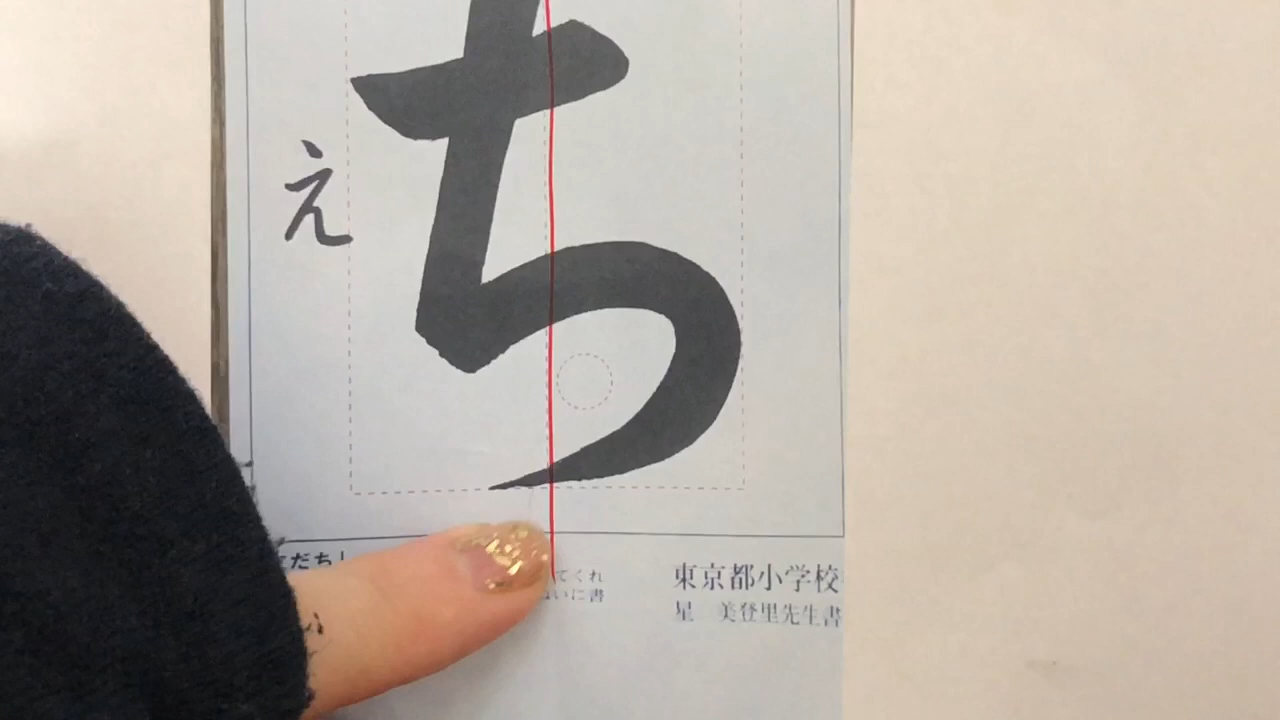 ち
え
だち」
てくれ
いに書
東京都小学校
星　美登里先生書